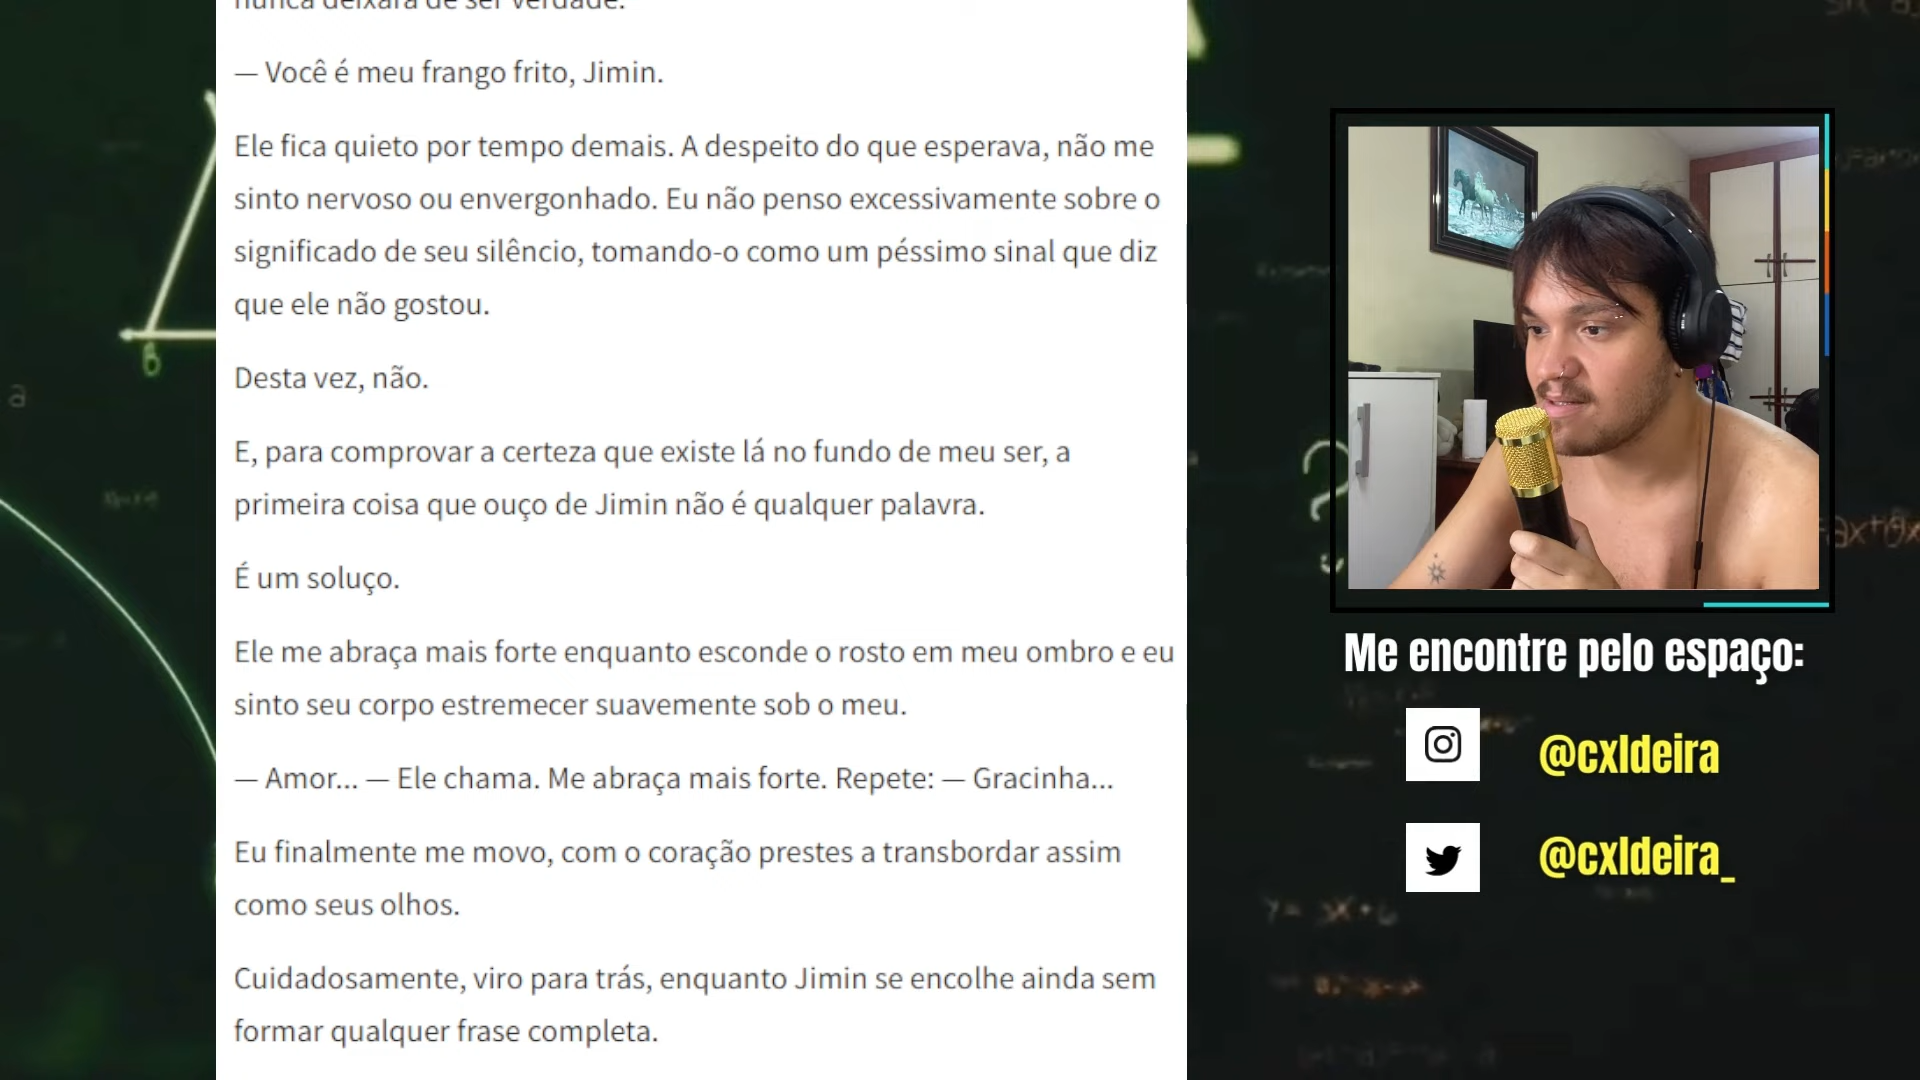 nunca deixará de ser verdade.
— Você é meu frango frito, Jimin.
Ele fica quieto por tempo demais. A despeito do que esperava, não me
sinto nervoso ou envergonhado. Eu não penso excessivamente sobre o
significado de seu silêncio, tomando-o como um péssimo sinal que diz
que ele não gostou.
Desta vez, não.
E, para comprovar a certeza que existe lá no fundo de meu ser, a
primeira coisa que ouço de Jimin não é qualquer palavra.
É um soluço.
Ele me abraça mais forte enquanto esconde o rosto em meu ombro e eu
sinto seu corpo estremecer suavemente sob o meu.
— Amor... — Ele chama. Me abraça mais forte. Repete: — Gracinha...
Eu finalmente me movo, com o coração prestes a transbordar assim
como seus olhos.
Cuidadosamente, viro para trás, enquanto Jimin se encolhe ainda sem
formar qualquer frase completa.
Me encontre pelo espaço:
@cxldeira
@cxldeira_
a
b